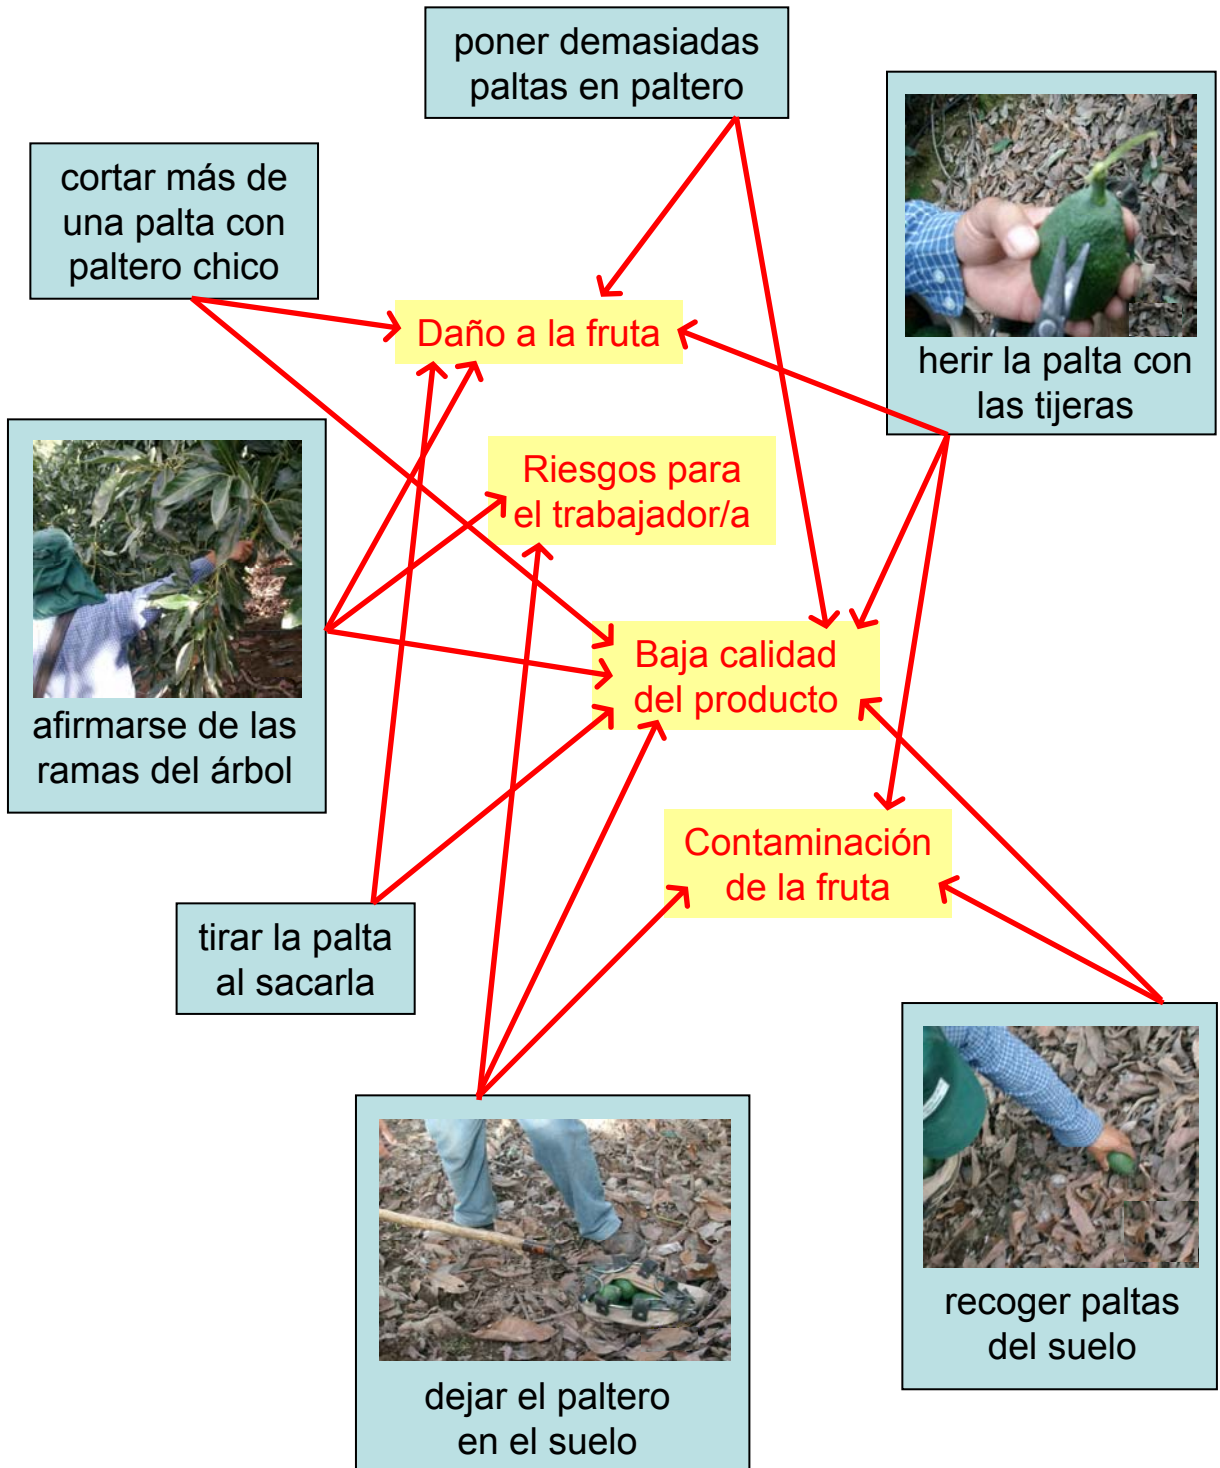 poner demasiadas
paltas en paltero
cortar más de
una palta con
paltero chico
herir la palta con
las tijeras
Daño a la fruta
Riesgos para
el trabajador/a
Baja calidad
del producto
afirmarse de las
ramas del árbol
Contaminación
de la fruta
tirar la palta
al sacarla
recoger paltas
del suelo
dejar el paltero
en el suelo